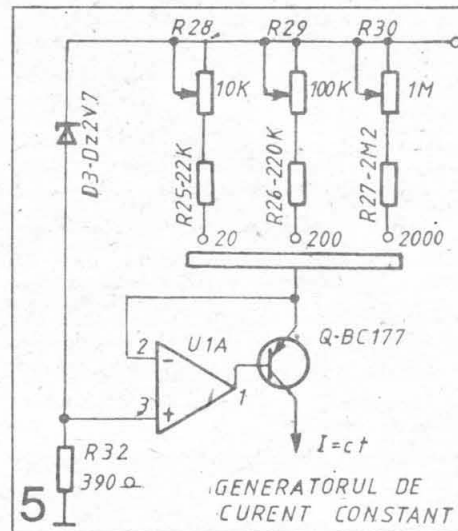 R28 R29 R30
10K 100K 1M
D3-Dz2V7
R25-22K R26-220K R27-2M2
20 200 2000
U1A Q-BC177
2 -
3 + 1
I=ct
R32
390Ω
5
GENERATORUL DE
CURENT CONSTANT